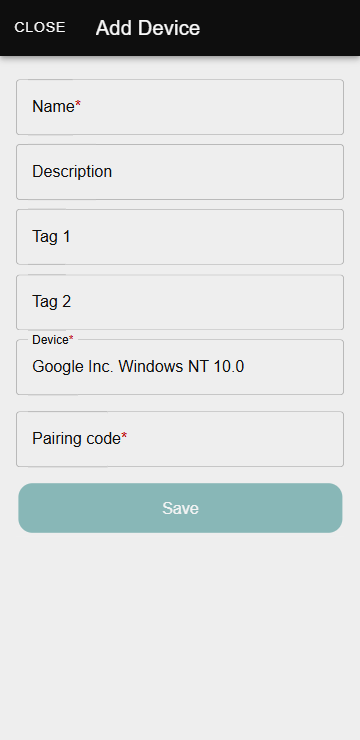 CLOSE Add Device
Name*
Description
Tag 1
Tag 2
Device*
Google Inc. Windows NT 10.0
Pairing code*
Save